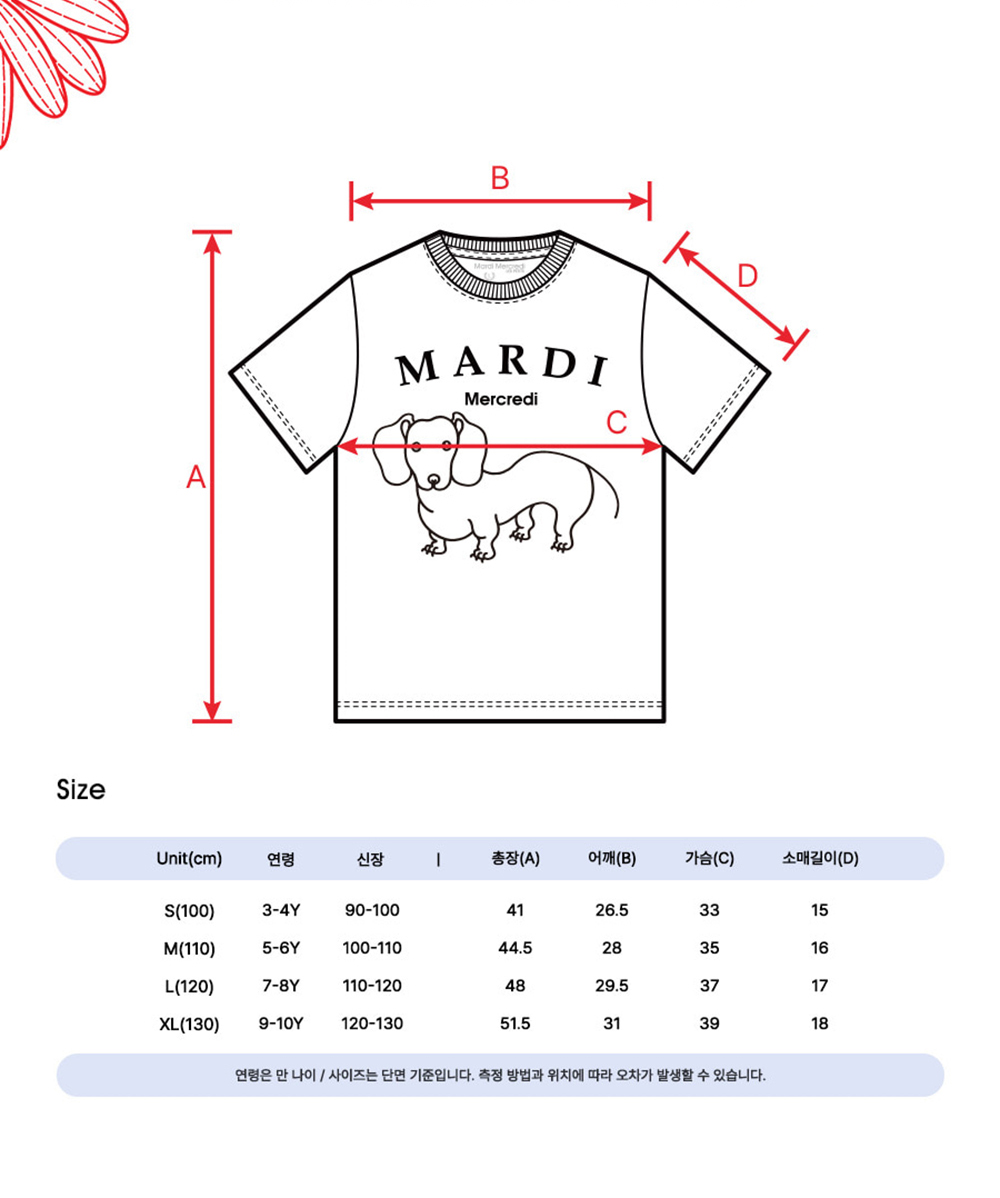 B
D
Mardi Mercredi
MARDI
Mercredi
C
A
Size
Unit(cm) 연령 신장 | 총장(A) 어깨(B) 가슴(C) 소매길이(D)
S(100) 3-4Y 90-100 41 26.5 33 15
M(110) 5-6Y 100-110 44.5 28 35 16
L(120) 7-8Y 110-120 48 29.5 37 17
XL(130) 9-10Y 120-130 51.5 31 39 18
연령은 만 나이 / 사이즈는 단면 기준입니다. 측정 방법과 위치에 따라 오차가 발생할 수 있습니다.